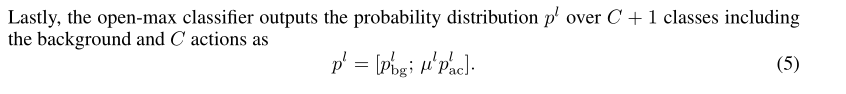 Lastly, the open-max classifier outputs the probability distribution p^l over C + 1 classes including
the background and C actions as
p^l = [p^l_bg; μ^l p^l_ac]. (5)